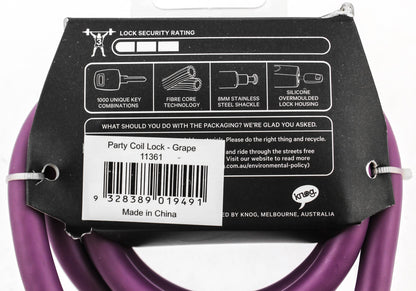 3
LOCK SECURITY RATING
1000 UNIQUE KEY
COMBINATIONS
FIBRE CORE
TECHNOLOGY
8MM STAINLESS
STEEL SHACKLE
SILICONE
OVERMOULDED
LOCK HOUSING
WHAT SHOULD YOU DO WITH THE PACKAGING? WE'RE GLAD YOU ASKED.
Please do the right thing and recycle.
and ride through the streets free
Visit our website to read
.com.au/environmental-policy/
Party Coil Lock - Grape
11361
9 328389 019491
Made in China
knog.
BY KNOG, MELBOURNE, AUSTRALIA